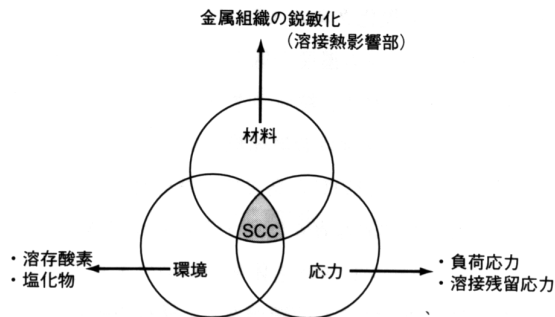 金属組織の鋭敏化
（溶接熱影響部）
材料
SCC
・溶存酸素
・塩化物
環境
応力
・負荷応力
・溶接残留応力